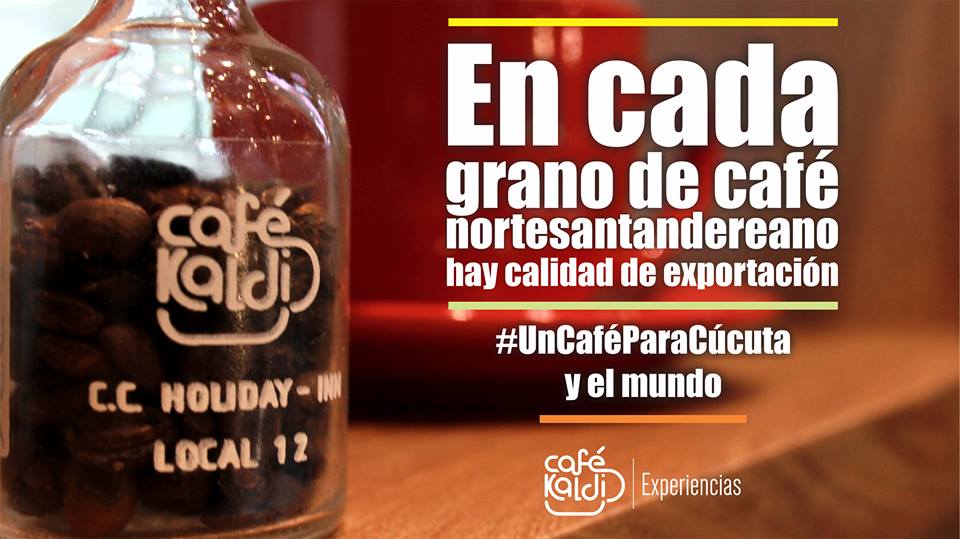 café
Kaldi
C.C. HOLIDAY - INN
LOCAL 12
En cada
grano de café
nortesantandereano
hay calidad de exportación
#UnCaféParaCúcuta
y el mundo
café
Kaldi
Experiencias